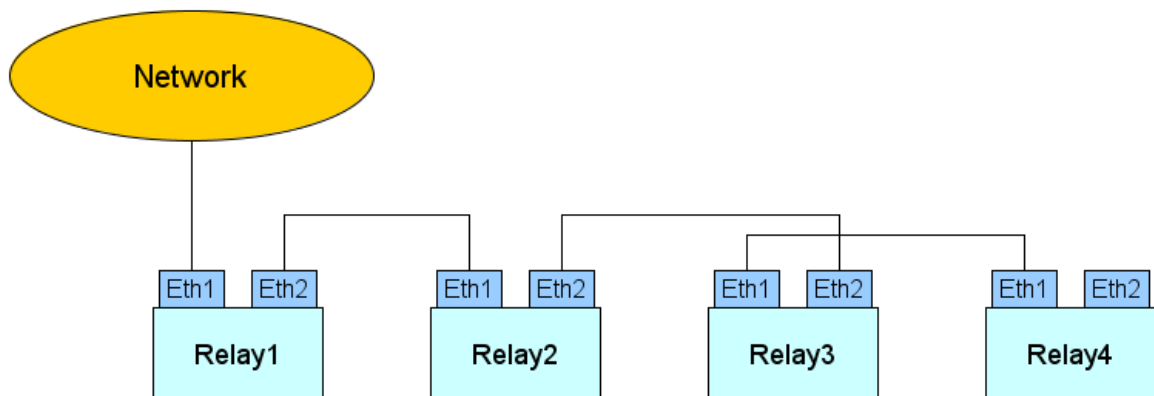 Network
Eth1 Eth2 Eth1 Eth2 Eth1 Eth2 Eth1 Eth2
Relay1 Relay2 Relay3 Relay4